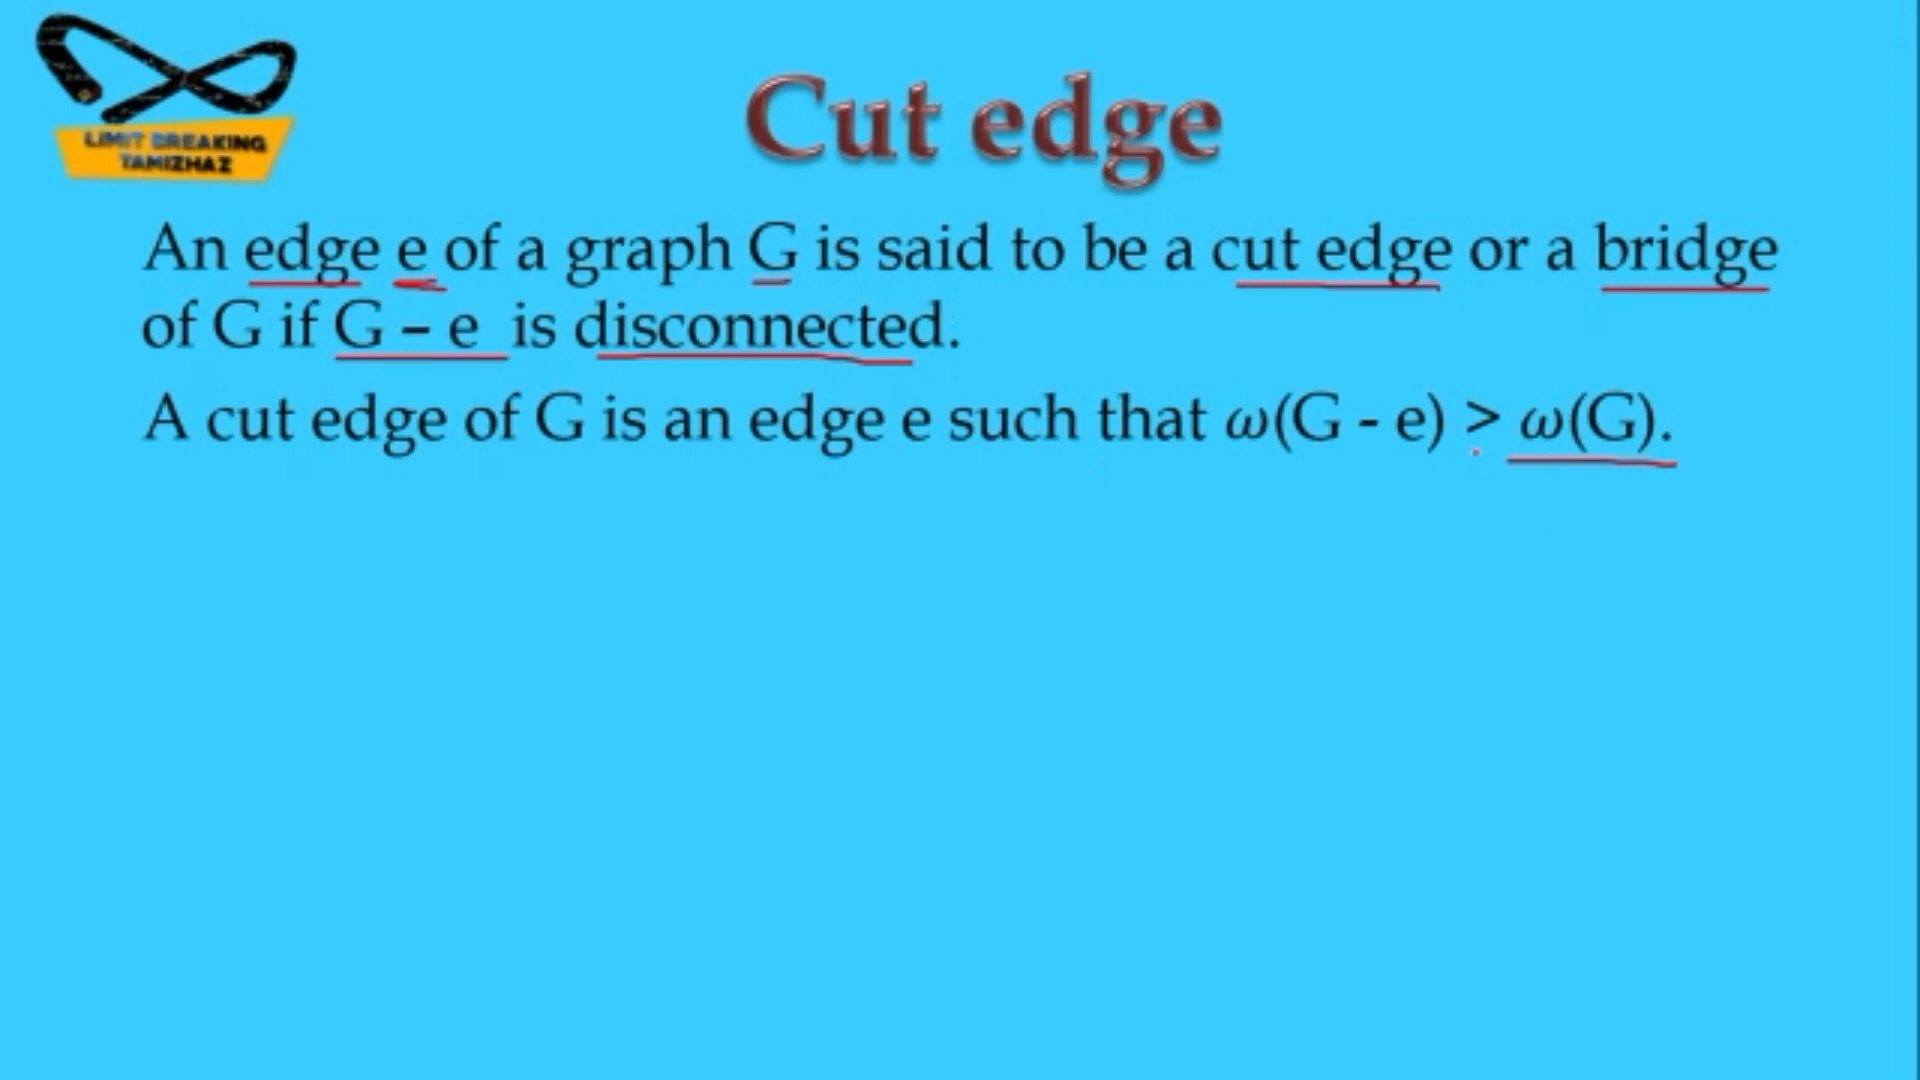 LIMIT BREAKING
TAMIZHAZ
Cut edge
An edge e of a graph G is said to be a cut edge or a bridge
of G if G – e is disconnected.
A cut edge of G is an edge e such that ω(G - e) > ω(G).